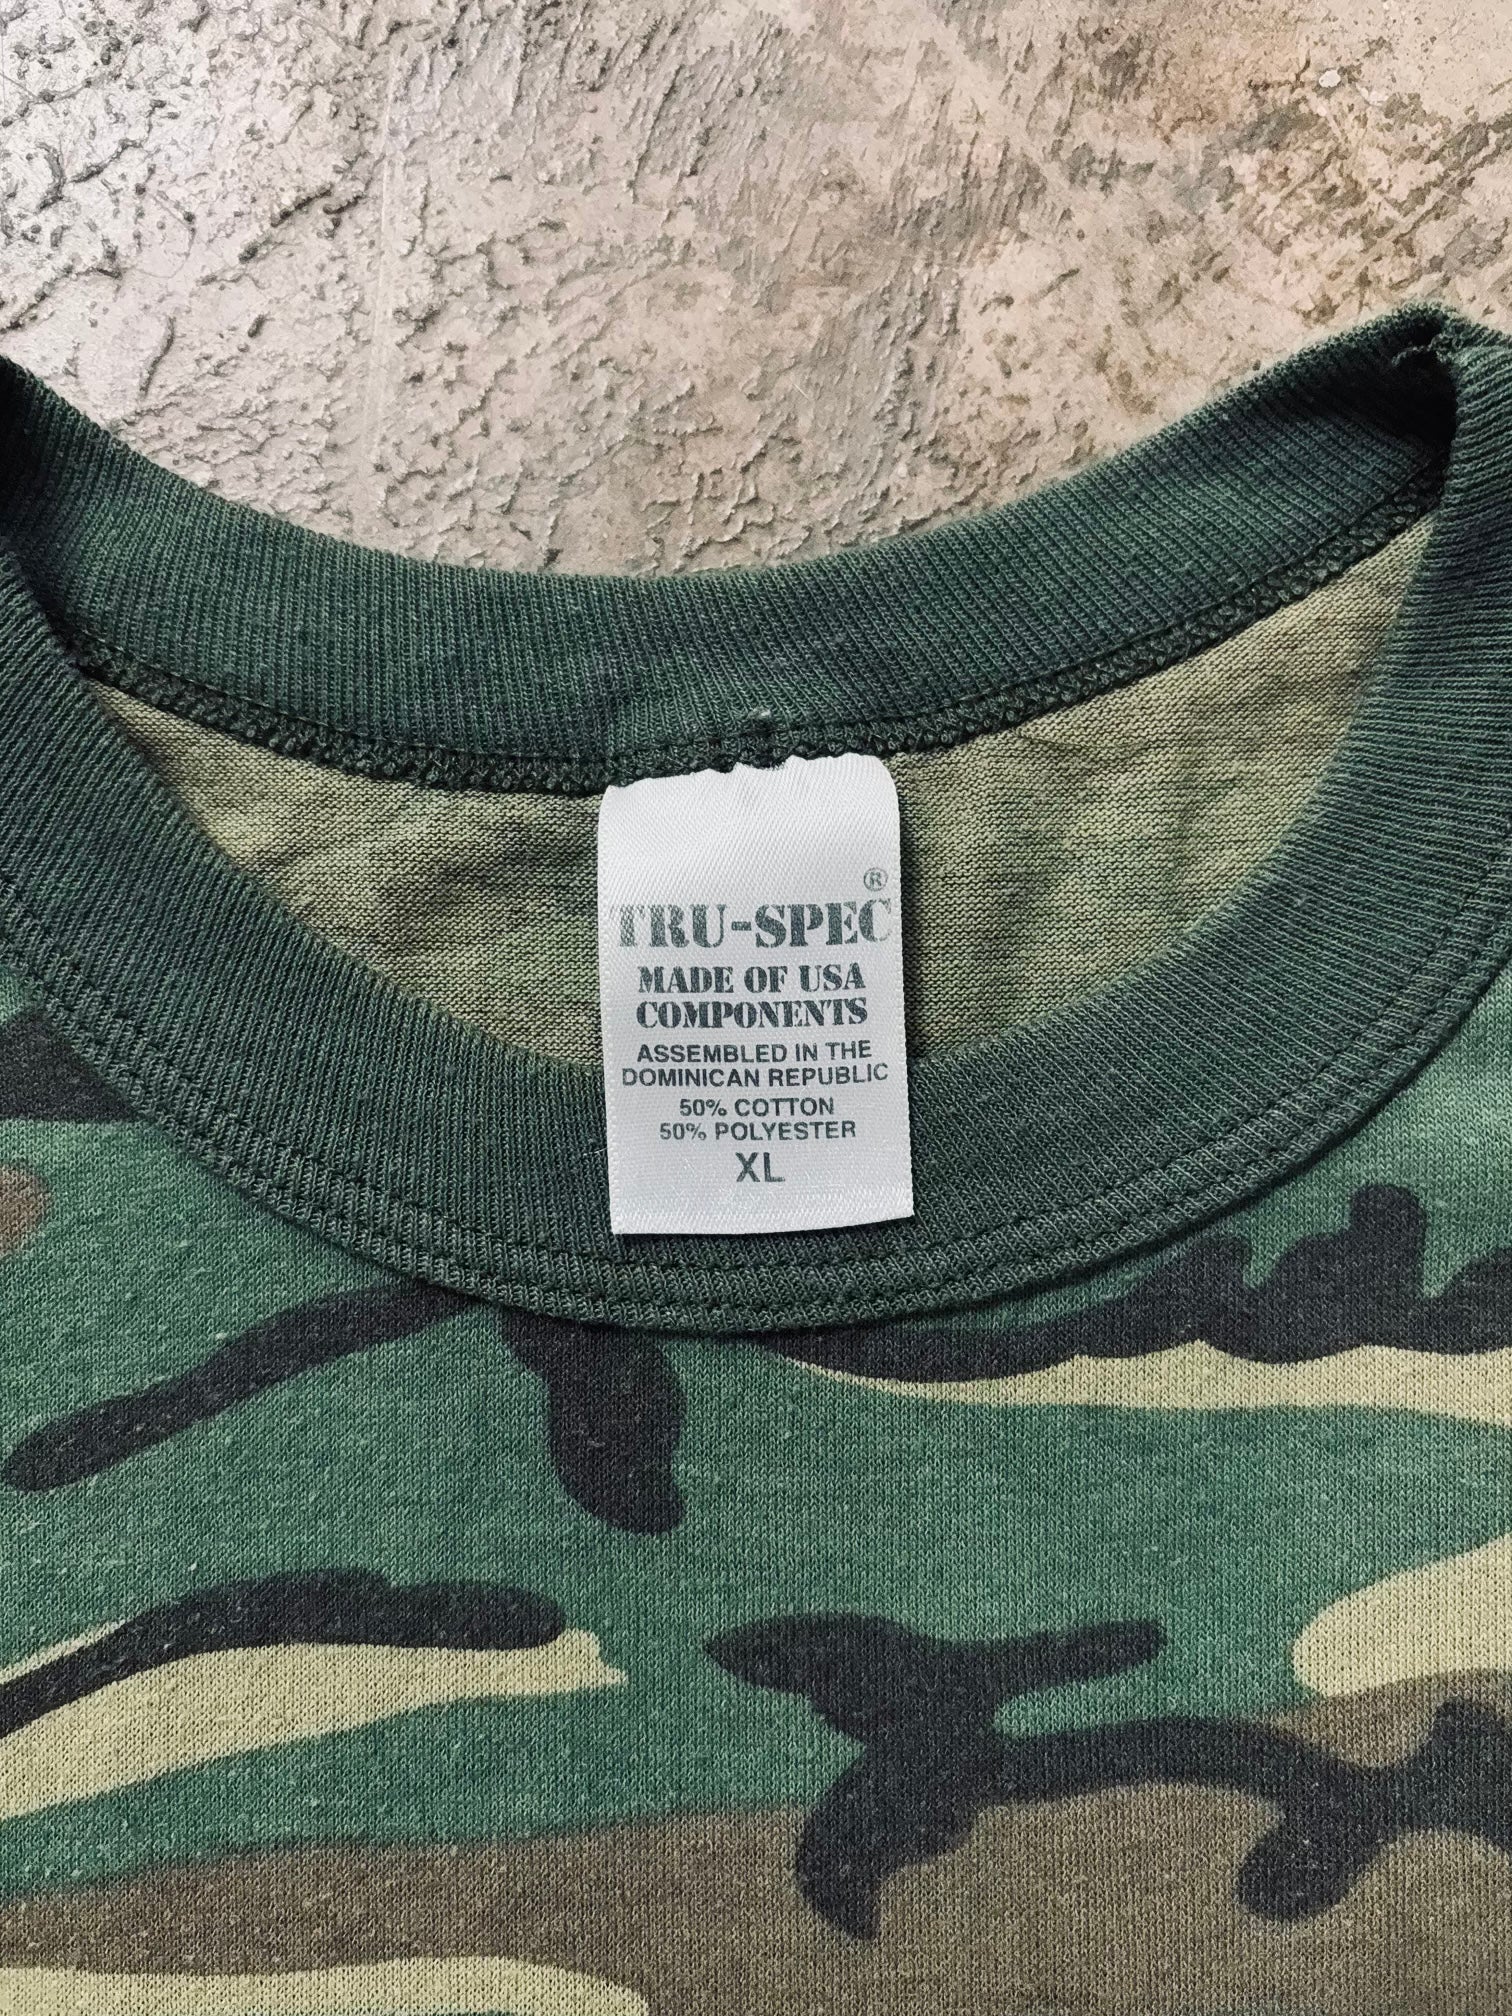 ®
TRU-SPEC
MADE OF USA
COMPONENTS
ASSEMBLED IN THE
DOMINICAN REPUBLIC
50% COTTON
50% POLYESTER
XL